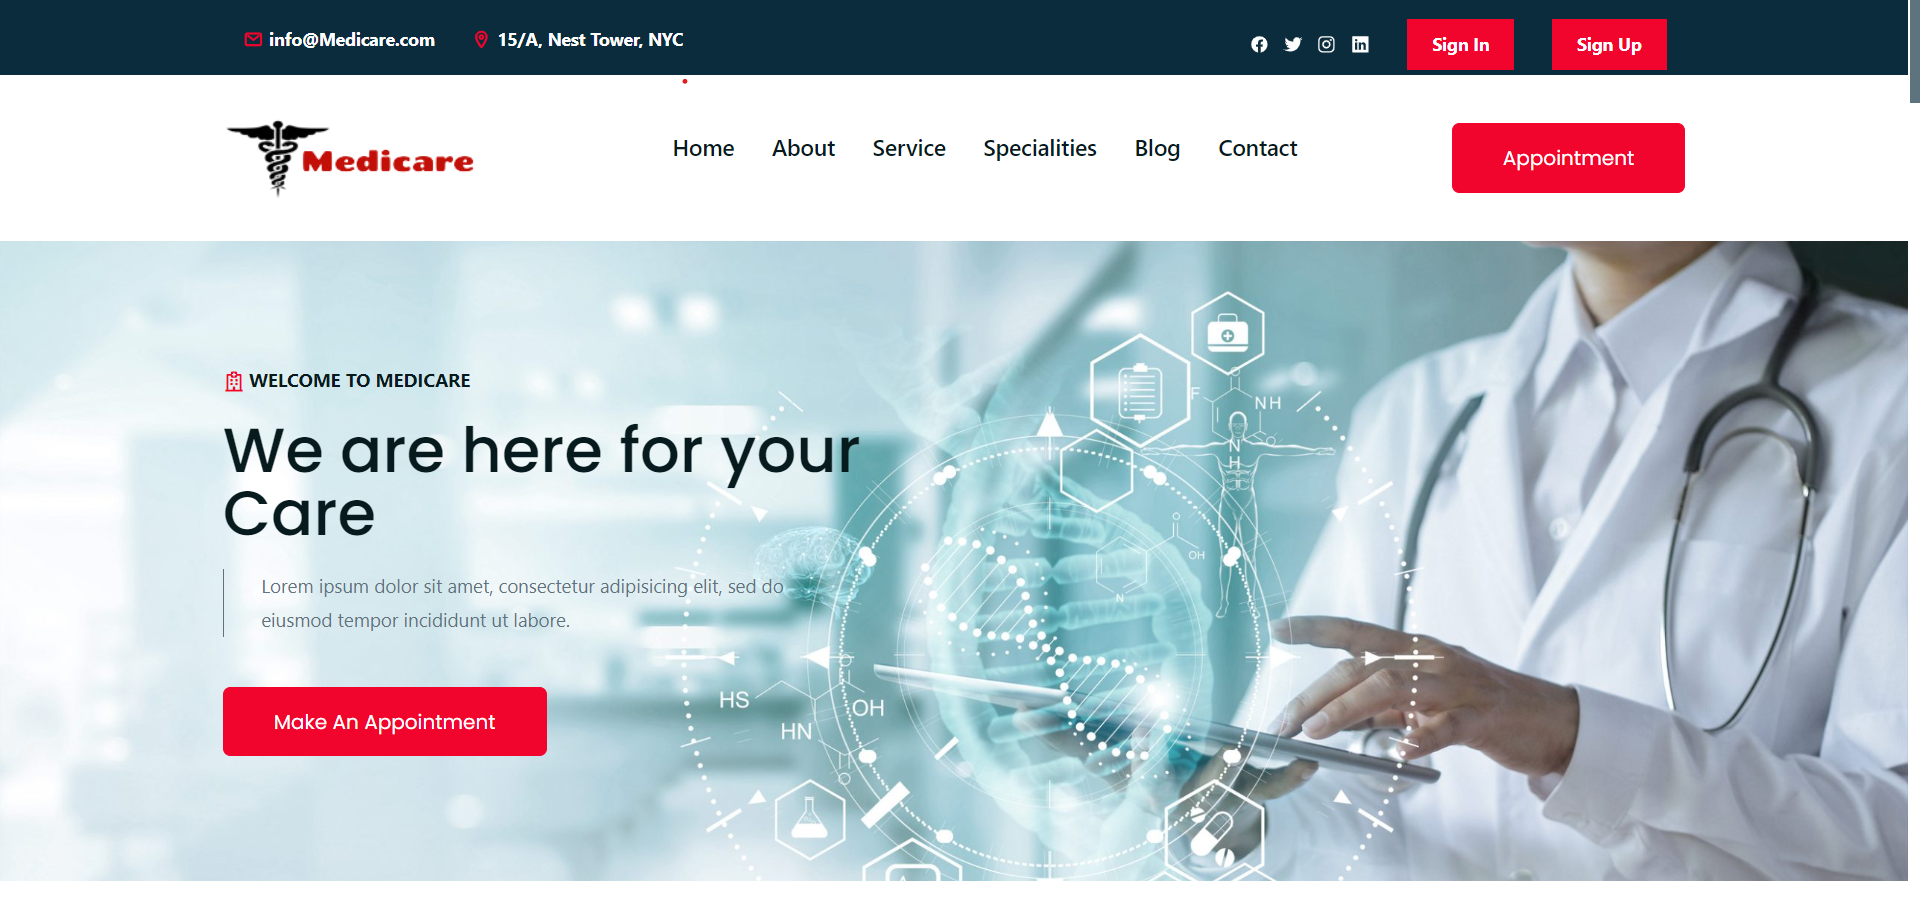 info@Medicare.com
15/A, Nest Tower, NYC
Sign In
Sign Up
Medicare
Home
About
Service
Specialities
Blog
Contact
Appointment
WELCOME TO MEDICARE
We are here for your
Care
Lorem ipsum dolor sit amet, consectetur adipisicing elit, sed do
eiusmod tempor incididunt ut labore.
Make An Appointment
F
NH
N
H
O
O
OH
N
HS
O
OH
HN
O